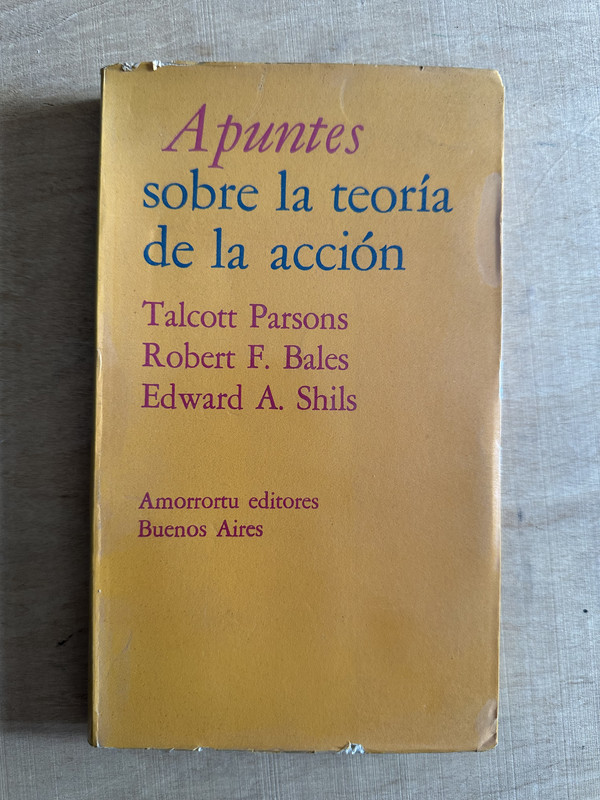 Apuntes
sobre la teoría
de la acción
Talcott Parsons
Robert F. Bales
Edward A. Shils
Amorrortu editores
Buenos Aires